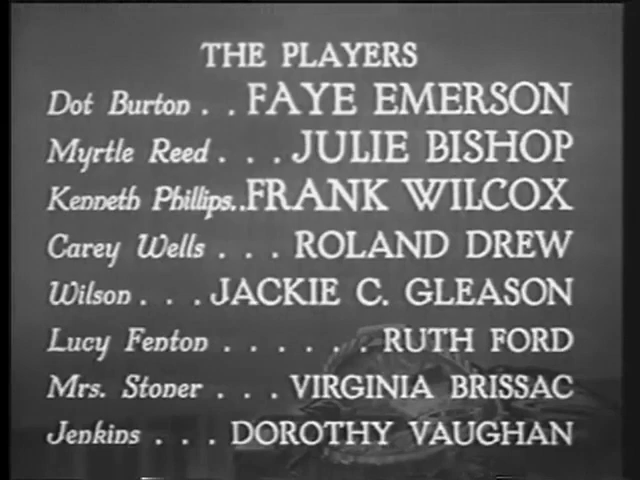 THE PLAYERS
Dot Burton . . FAYE EMERSON
Myrtle Reed . . . JULIE BISHOP
Kenneth Phillips..FRANK WILCOX
Carey Wells . . . ROLAND DREW
Wilson . . . JACKIE C. GLEASON
Lucy Fenton . . . . . . RUTH FORD
Mrs. Stoner . . . VIRGINIA BRISSAC
Jenkins . . . DOROTHY VAUGHAN